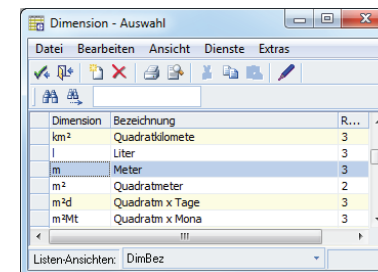 Dimension - Auswahl
Datei Bearbeiten Ansicht Dienste Extras
Dimension Bezeichnung R...
km² Quadratkilomete 3
l Liter 3
m Meter 3
m² Quadratmeter 2
m²d Quadratm x Tage 3
m²Mt Quadratm x Mona 3
Listen-Ansichten: DimBez